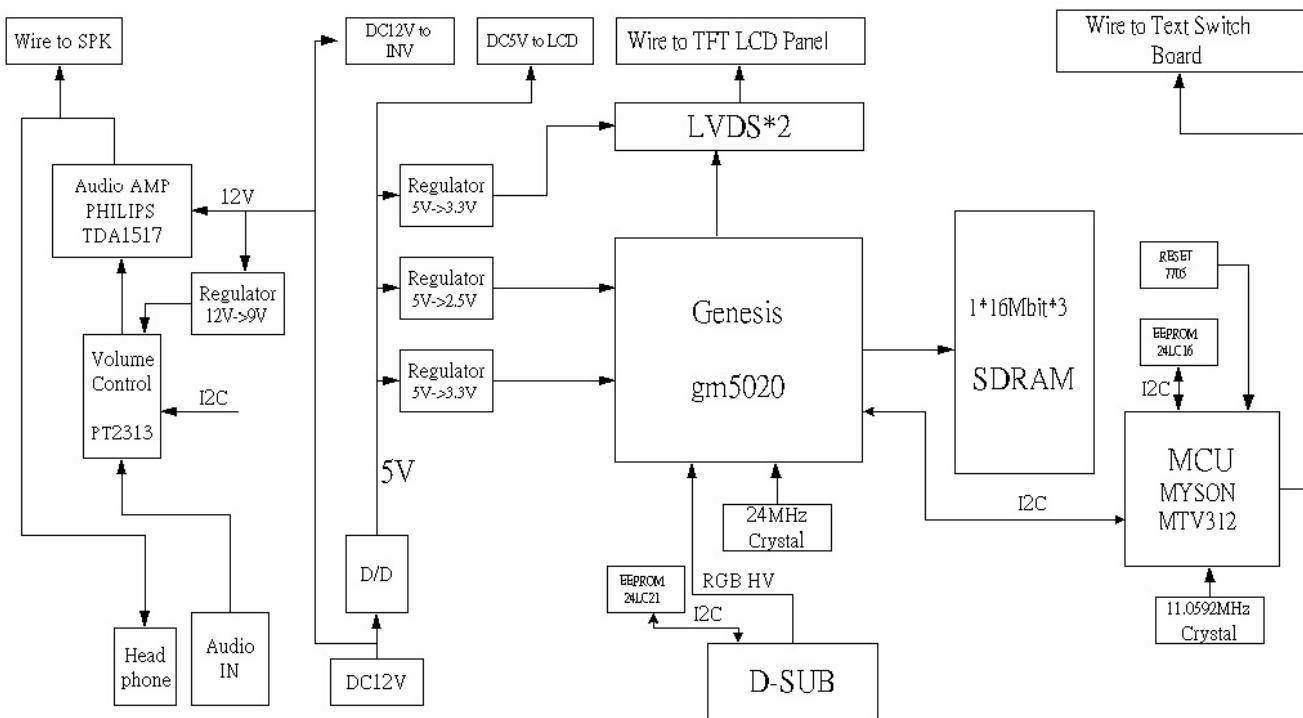 Wire to SPK
DC12V to
INV
DC5V to LCD
Wire to TFT LCD Panel
Wire to Text Switch
Board
LVDS*2
Audio AMP
PHILIPS
TDA1517
12V
Regulator
5V->3.3V
Regulator
12V->9V
Regulator
5V->2.5V
Genesis
gm5020
1*16Mbit*3
SDRAM
RESET
7705
EEPROM
24LC16
I2C
Volume
Control
PT2313
I2C
Regulator
5V->3.3V
5V
MCU
MYSON
MTV312
I2C
24MHz
Crystal
D/D
EEPROM
24LC21
RGB HV
I2C
11.0592MHz
Crystal
Head
phone
Audio
IN
DC12V
D-SUB